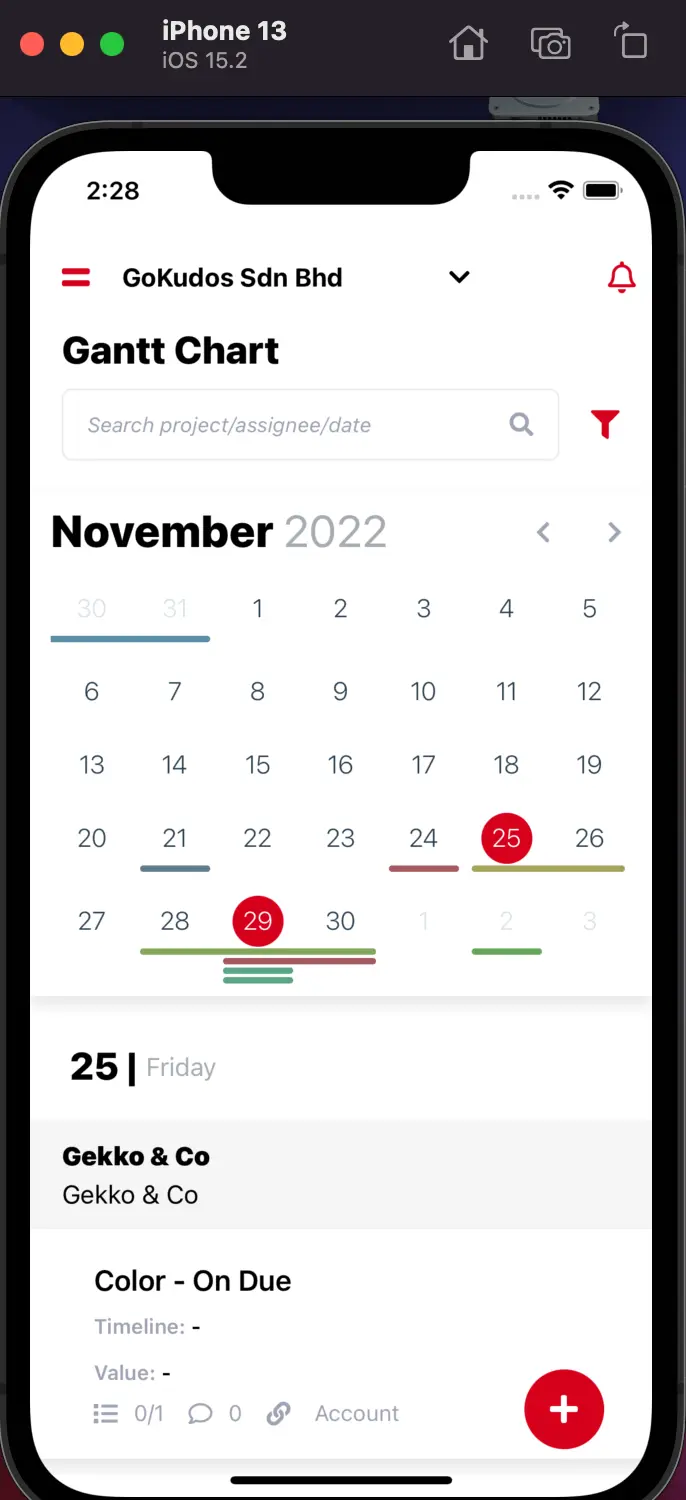 iPhone 13
iOS 15.2
2:28
GoKudos Sdn Bhd
Gantt Chart
Search project/assignee/date
November 2022
30 31 1 2 3 4 5
6 7 8 9 10 11 12
13 14 15 16 17 18 19
20 21 22 23 24 25 26
27 28 29 30 1 2 3
25 | Friday
Gekko & Co
Gekko & Co
Color - On Due
Timeline: -
Value: -
0/1 0 Account